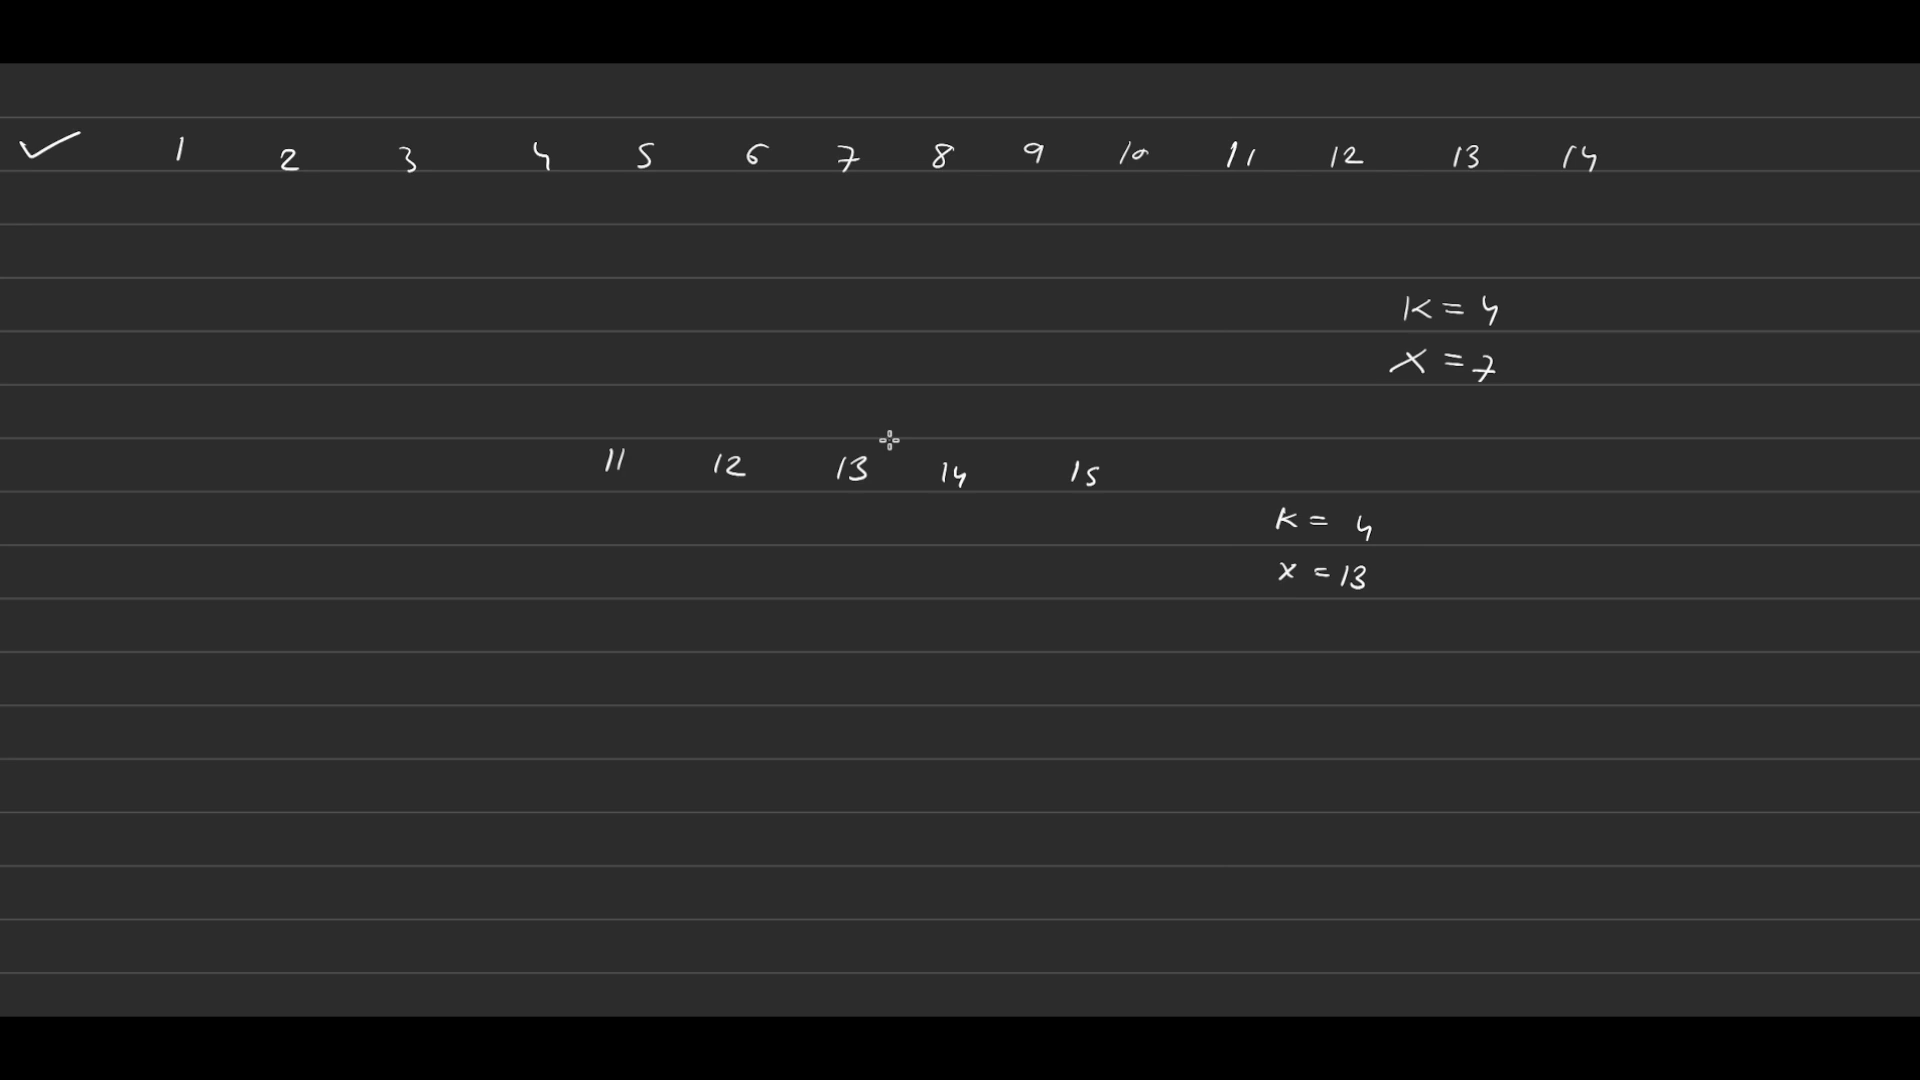 ✓ 1 2 3 4 5 6 7 8 9 10 11 12 13 14
K = 4
X = 7
11 12 13 14 15
K = 4
x = 13